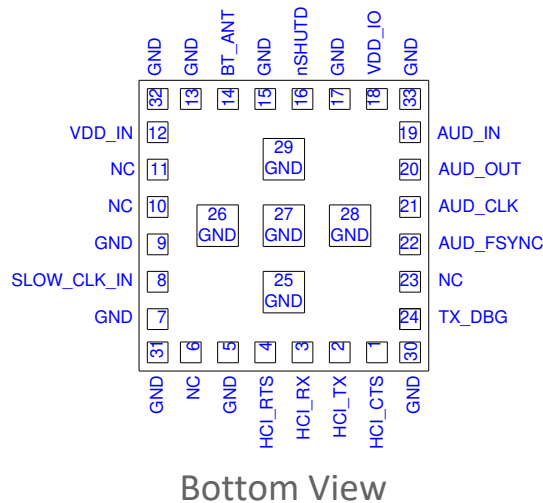 GND GND BT_ANT GND nSHUTD GND VDD_IO GND
32 13 14 15 16 17 18 33
VDD_IN 12 19 AUD_IN
29
GND
NC 11 20 AUD_OUT
NC 10 21 AUD_CLK
26 27 28
GND GND GND
GND 9 22 AUD_FSYNC
SLOW_CLK_IN 8 23 NC
25
GND
GND 7 24 TX_DBG
31 6 5 4 3 2 1 30
GND NC GND HCI_RTS HCI_RX HCI_TX HCI_CTS GND
Bottom View